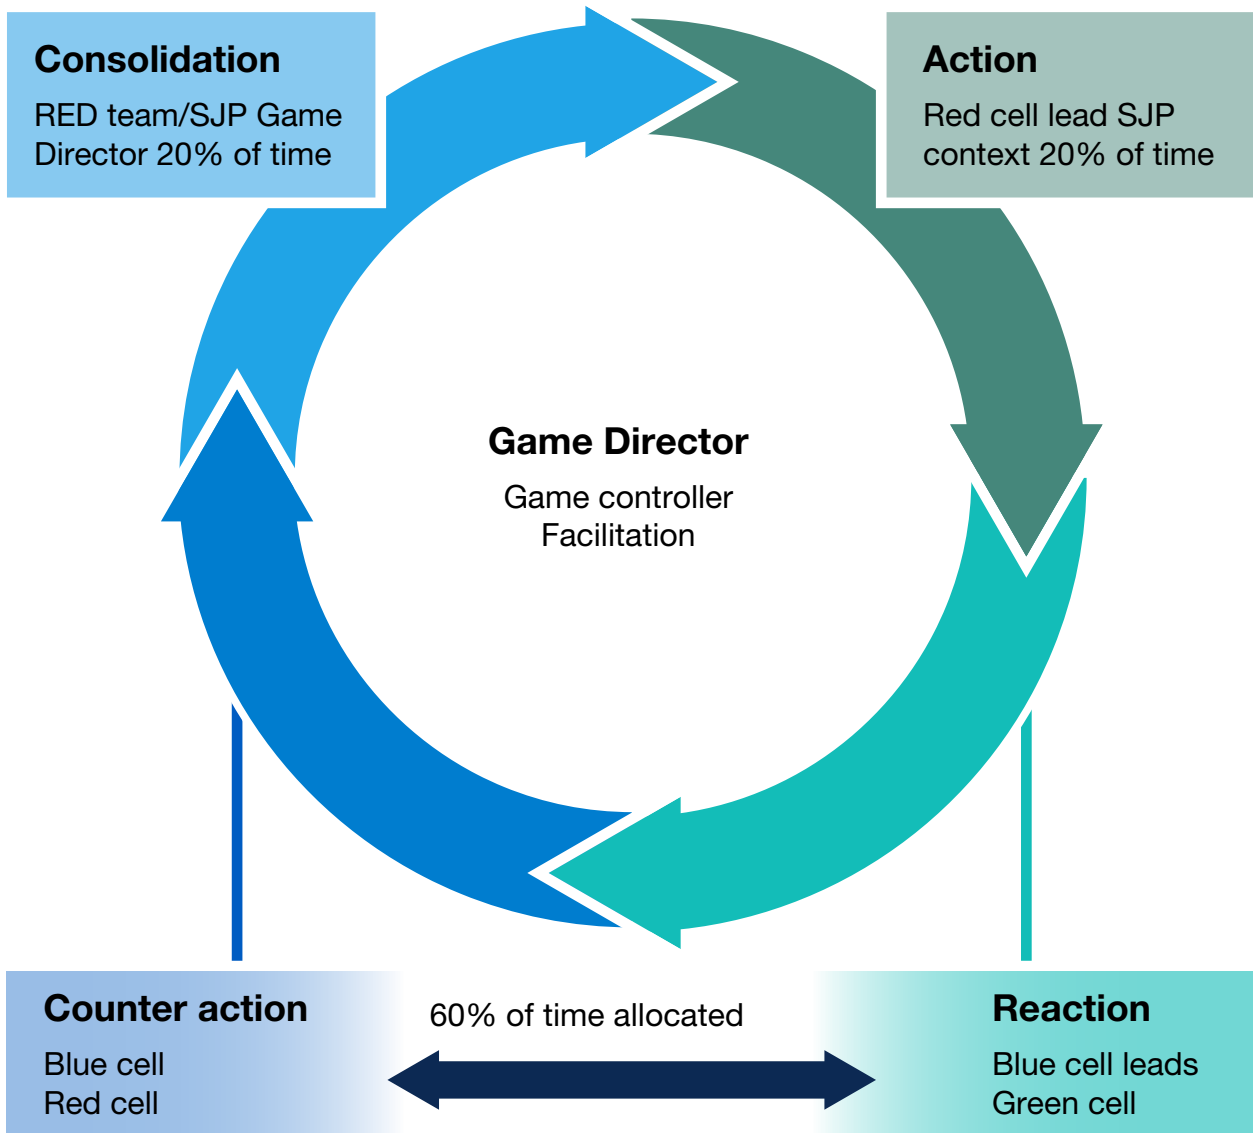 Consolidation
RED team/SJP Game
Director 20% of time
Action
Red cell lead SJP
context 20% of time
Game Director
Game controller
Facilitation
Counter action
Blue cell
Red cell
60% of time allocated
Reaction
Blue cell leads
Green cell